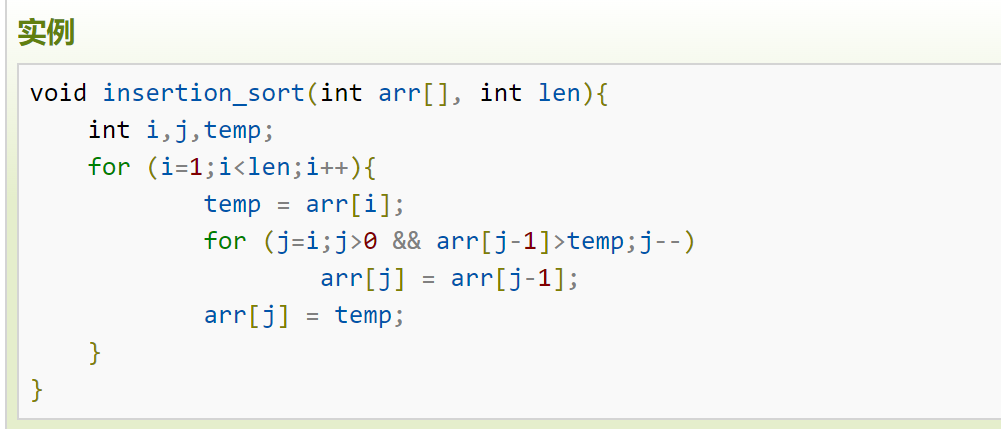 实例
void insertion_sort(int arr[], int len){
    int i,j,temp;
    for (i=1;i<len;i++){
            temp = arr[i];
            for (j=i;j>0 && arr[j-1]>temp;j--)
                    arr[j] = arr[j-1];
            arr[j] = temp;
    }
}